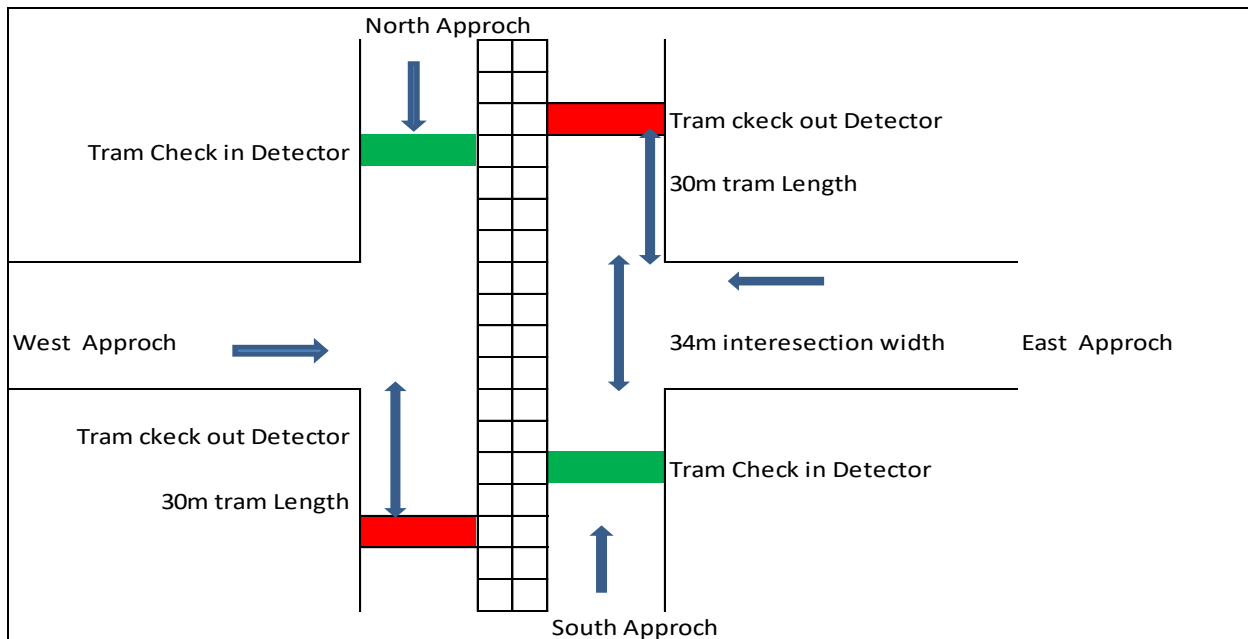 North Approch
Tram ckeck out Detector
Tram Check in Detector
30m tram Length
West Approch
34m interesection width
East Approch
Tram ckeck out Detector
Tram Check in Detector
30m tram Length
South Approch